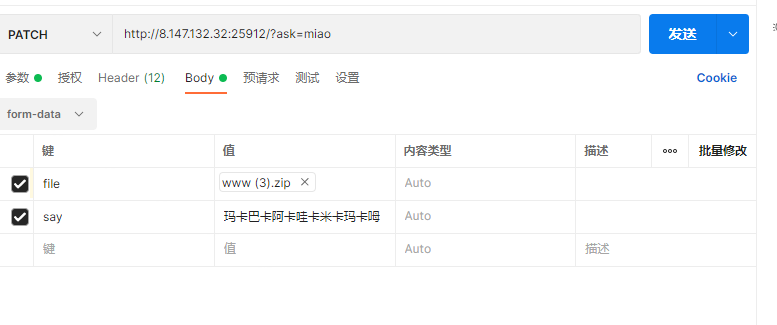 PATCH http://8.147.132.32:25912/?ask=miao 发送
参数 授权 Header (12) Body 预请求 测试 设置 Cookie
form-data
键 值 内容类型 描述 ooo 批量修改
file www (3).zip × Auto
say 玛卡巴卡阿卡哇卡米卡玛卡呣 Auto
键 值 Auto 描述